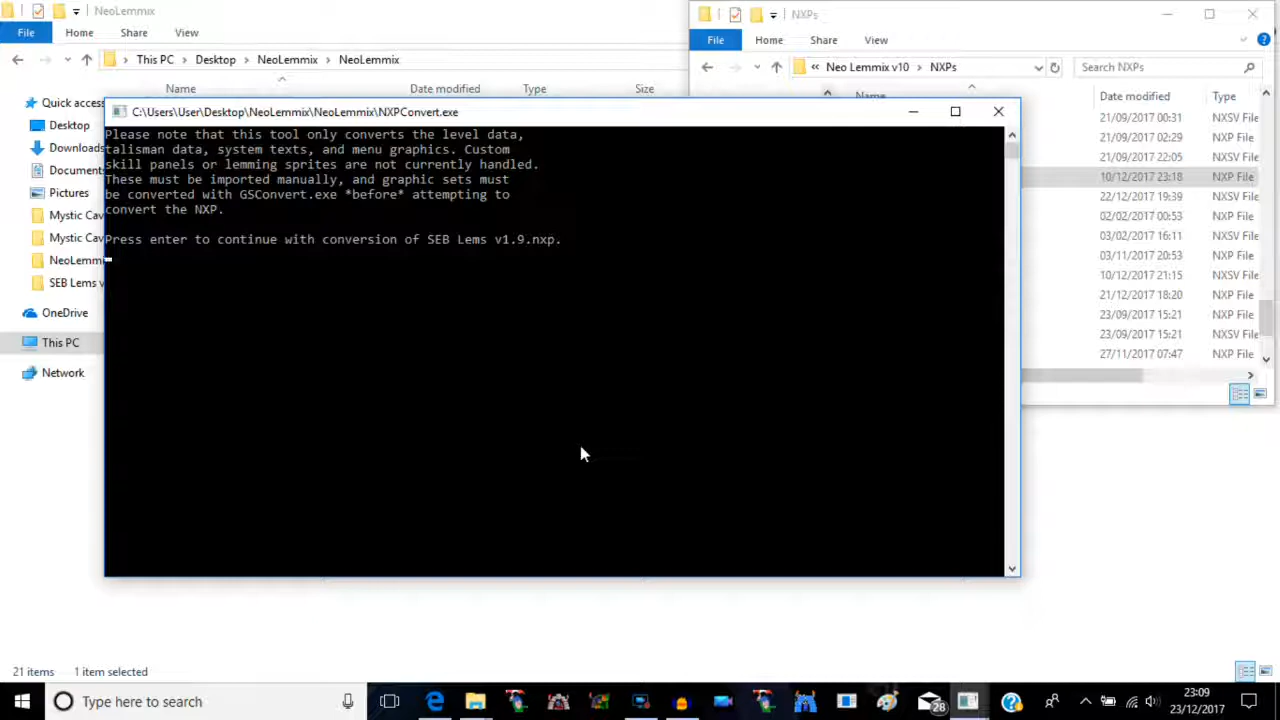 NeoLemmix
File
Home
Share
View
This PC
Desktop
NeoLemmix
NeoLemmix
Name
Date modified
Type
Size
Quick access
Desktop
Downloads
Document
Pictures
Mystic Cav
Mystic Cav
NeoLemm
SEB Lems v
OneDrive
This PC
Network
21 items
1 item selected
NXPs
File
Home
Share
View
« Neo Lemmix v10
NXPs
Search NXPs
Name
Date modified
Type
21/09/2017 00:31 NXSV File
21/09/2017 02:29 NXP File
21/09/2017 22:05 NXSV File
10/12/2017 23:18 NXP File
22/12/2017 19:39 NXSV File
02/02/2017 00:53 NXP File
03/02/2017 16:11 NXSV File
03/11/2017 20:53 NXP File
10/12/2017 21:15 NXSV File
21/12/2017 18:20 NXP File
23/09/2017 15:21 NXP File
23/09/2017 15:21 NXSV File
27/11/2017 07:47 NXP File
C:\Users\User\Desktop\NeoLemmix\NeoLemmix\NXPConvert.exe
Please note that this tool only converts the level data,
talisman data, system texts, and menu graphics. Custom
skill panels or lemming sprites are not currently handled.
These must be imported manually, and graphic sets must
be converted with GSConvert.exe *before* attempting to
convert the NXP.
Press enter to continue with conversion of SEB Lems v1.9.nxp.
Type here to search
28
23:09
23/12/2017